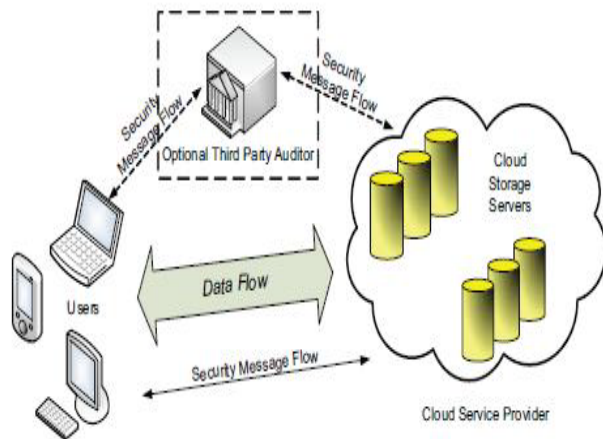 Security
Message Flow
Security
Message Flow
Optional Third Party Auditor
Cloud
Storage
Servers
Users
Data Flow
Security Message Flow
Cloud Service Provider